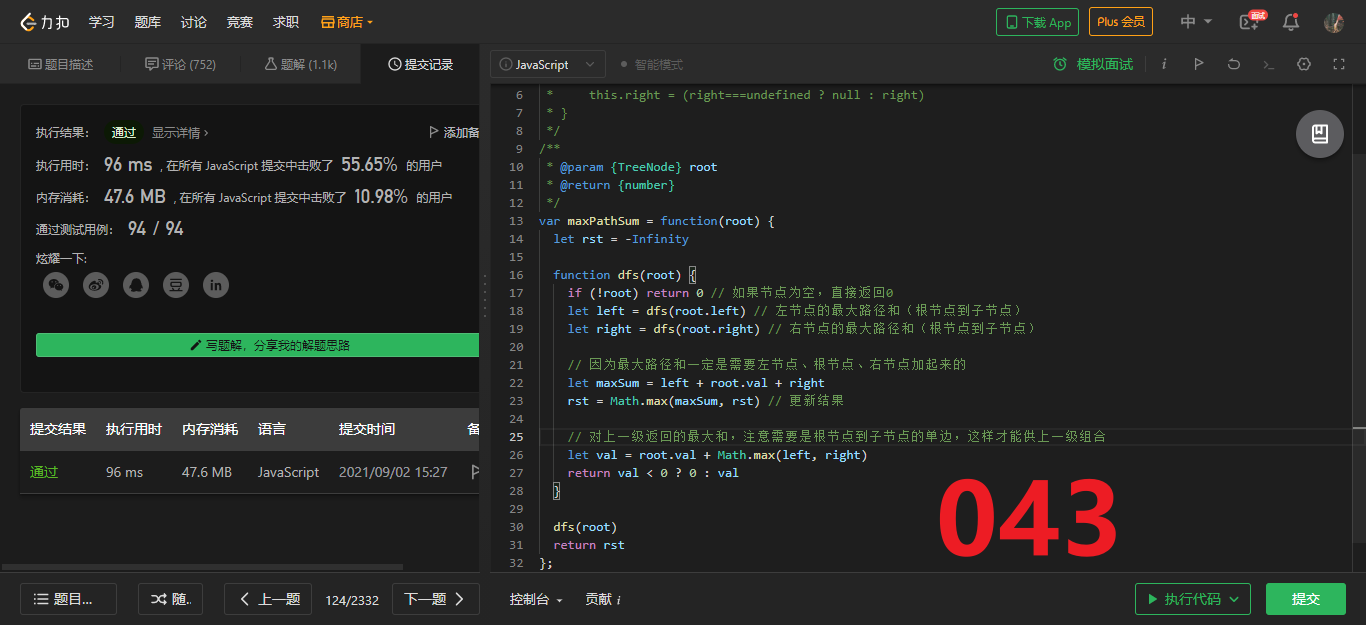 力扣 学习 题库 讨论 竞赛 求职 商店 下载 App Plus 会员 中 面试
题目描述 评论 (752) 题解 (1.1k) 提交记录
执行结果： 通过 显示详情 > 添加备
执行用时： 96 ms , 在所有 JavaScript 提交中击败了 55.65% 的用户
内存消耗： 47.6 MB , 在所有 JavaScript 提交中击败了 10.98% 的用户
通过测试用例： 94 / 94
炫耀一下:
豆 in
写题解，分享我的解题思路
提交结果 执行用时 内存消耗 语言 提交时间 备
通过 96 ms 47.6 MB JavaScript 2021/09/02 15:27
题目... 随. 上一题 124/2332 下一题
JavaScript 智能模式 模拟面试 i
6 *     this.right = (right===undefined ? null : right)
7 * }
8 */
9 /**
10 * @param {TreeNode} root
11 * @return {number}
12 */
13 var maxPathSum = function(root) {
14   let rst = -Infinity
15
16   function dfs(root) {
17     if (!root) return 0 // 如果节点为空，直接返回0
18     let left = dfs(root.left) // 左节点的最大路径和（根节点到子节点）
19     let right = dfs(root.right) // 右节点的最大路径和（根节点到子节点）
20
21     // 因为最大路径和一定是需要左节点、根节点、右节点加起来的
22     let maxSum = left + root.val + right
23     rst = Math.max(maxSum, rst) // 更新结果
24
25     // 对上一级返回的最大和，注意需要是根节点到子节点的单边，这样才能供上一级组合
26     let val = root.val + Math.max(left, right)
27     return val < 0 ? 0 : val
28   }
29
30   dfs(root)
31   return rst
32 };
043
控制台 贡献 i 执行代码 提交